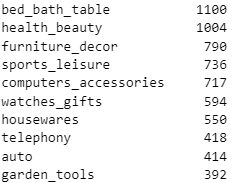 bed_bath_table 1100
health_beauty 1004
furniture_decor 790
sports_leisure 736
computers_accessories 717
watches_gifts 594
housewares 550
telephony 418
auto 414
garden_tools 392